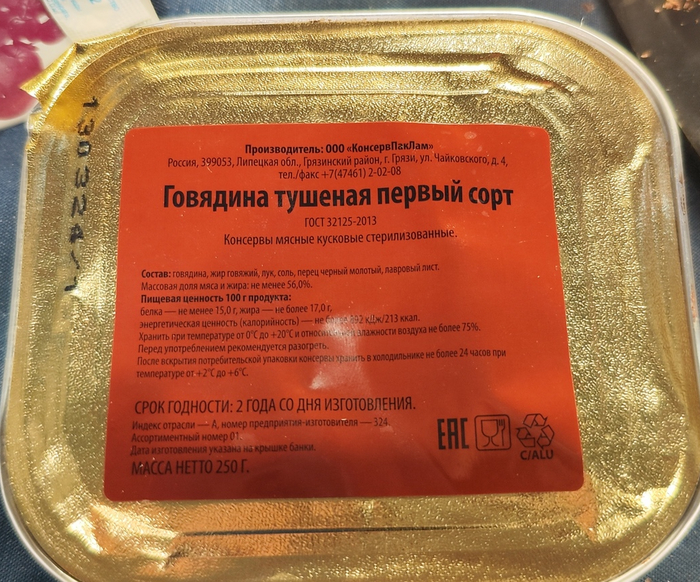 Производитель: ООО «КонсервПакЛам»
Россия, 399053, Липецкая обл., Грязинский район, г. Грязи, ул. Чайковского, д. 4,
тел./факс +7(47461) 2-02-08
Говядина тушеная первый сорт
ГОСТ 32125-2013
Консервы мясные кусковые стерилизованные.
Состав: говядина, жир говяжий, лук, соль, перец черный молотый, лавровый лист.
Массовая доля мяса и жира: не менее 56,0%.
Пищевая ценность 100 г продукта:
белка — не менее 15,0 г, жира — не более 17,0 г,
энергетическая ценность (калорийность) — не более 892 кДж/213 ккал.
Хранить при температуре от 0°С до +20°С и относительной влажности воздуха не более 75%.
Перед употреблением рекомендуется разогреть.
После вскрытия потребительской упаковки консервы хранить в холодильнике не более 24 часов при
температуре от +2°С до +6°С.
СРОК ГОДНОСТИ: 2 ГОДА СО ДНЯ ИЗГОТОВЛЕНИЯ.
Индекс отрасли — А, номер предприятия-изготовителя — 324.
Ассортиментный номер 01.
Дата изготовления указана на крышке банки.
МАССА НЕТТО 250 Г.
ЕАС
C/ALU